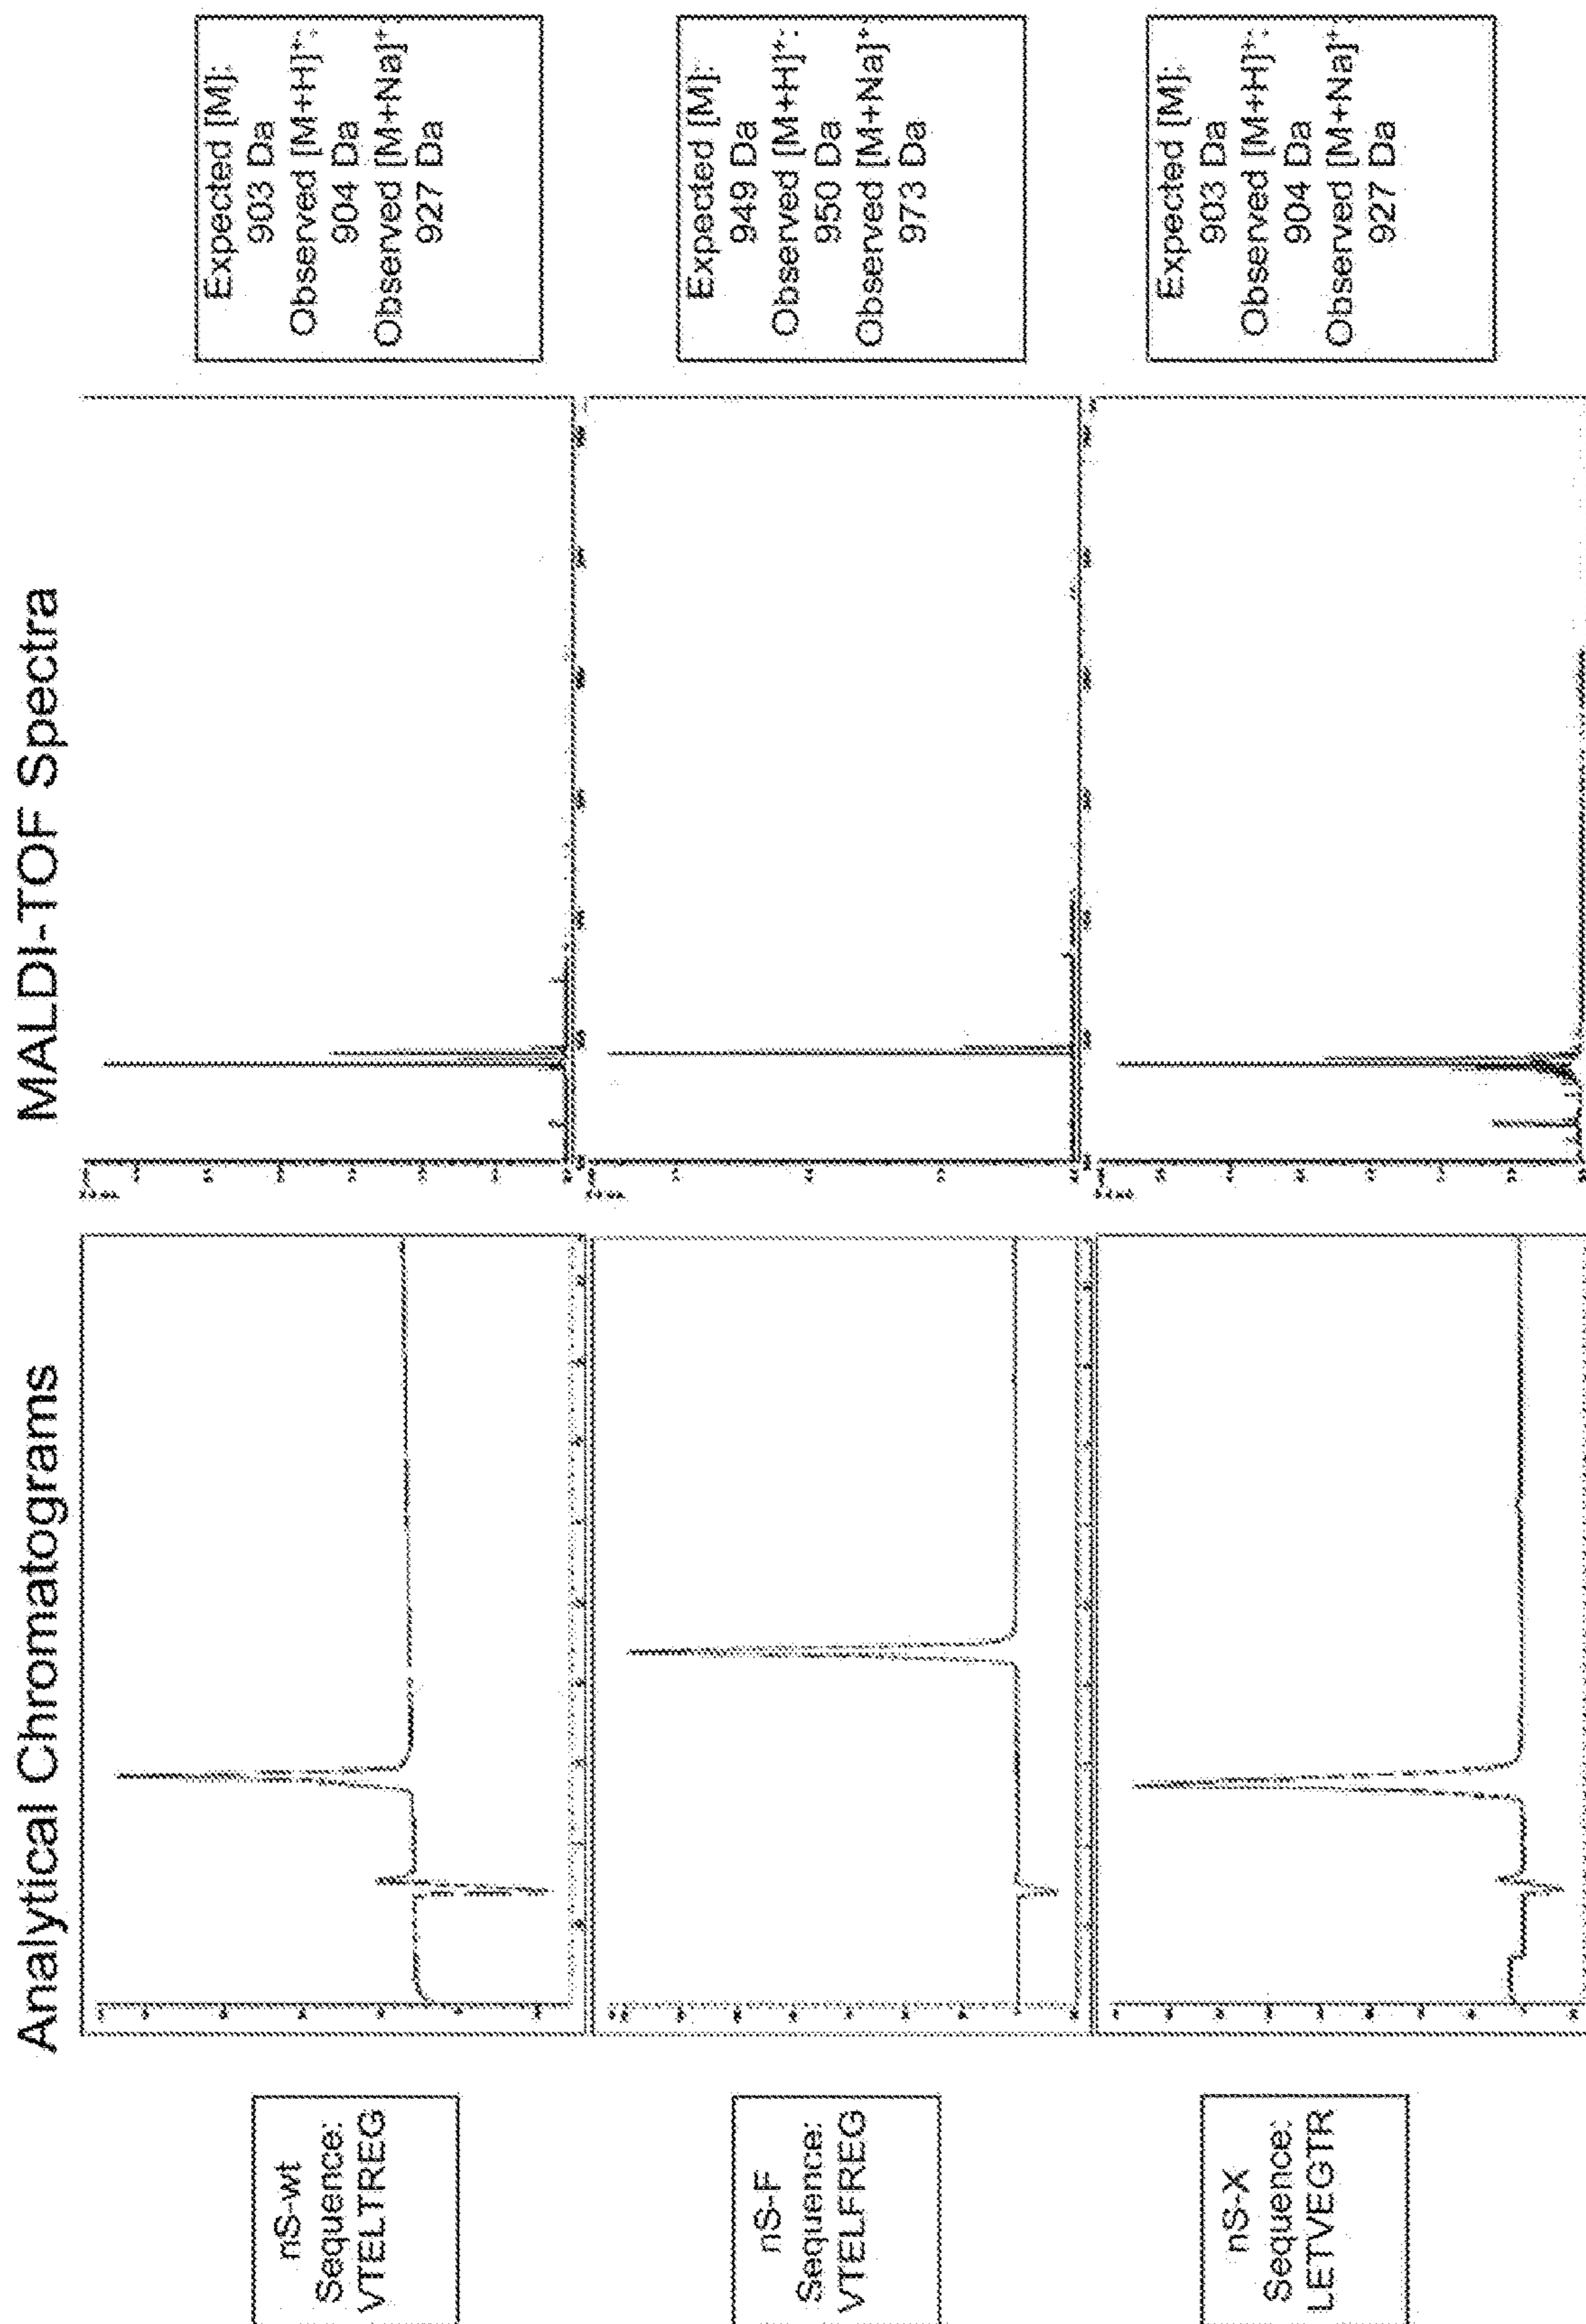 Analytical Chromatograms
MALDI-TOF Spectra
nS-wt
Sequence:
VTELTREG
Expected [M]:
903 Da
Observed [M+H]⁺:
904 Da
Observed [M+Na]⁺
927 Da
nS-F
Sequence:
VTELFREG
Expected [M]:
949 Da
Observed [M+H]⁺:
950 Da
Observed [M+Na]⁺
973 Da
nS-X
Sequence:
LETVEGTR
Expected [M]:
903 Da
Observed [M+H]⁺:
904 Da
Observed [M+Na]⁺
927 Da